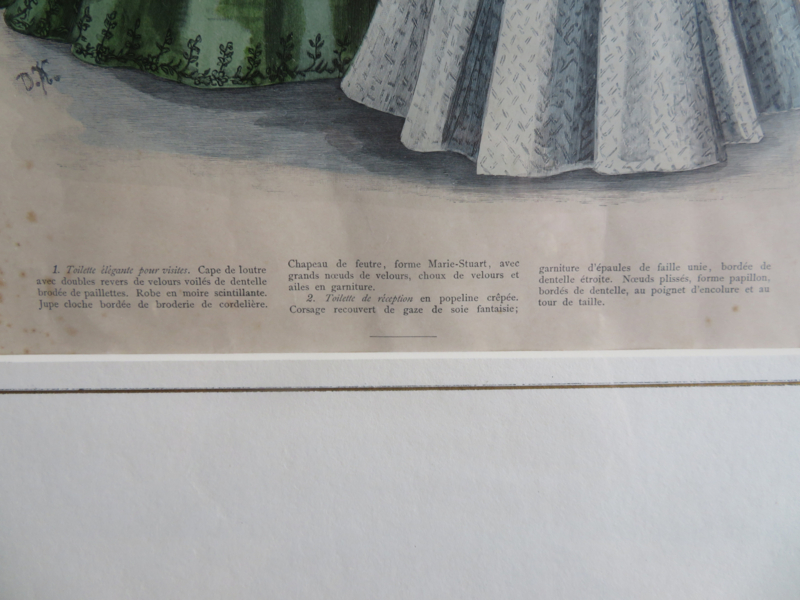 D.K.
1. Toilette élégante pour visites. Cape de loutre
avec doubles revers de velours voilés de dentelle
brodée de paillettes. Robe en moire scintillante.
Jupe cloche bordée de broderie de cordelière.
Chapeau de feutre, forme Marie-Stuart, avec
grands nœuds de velours, choux de velours et
ailes en garniture.
2. Toilette de réception en popeline crêpée.
Corsage recouvert de gaze de soie fantaisie;
garniture d'épaules de faille unie, bordée de
dentelle étroite. Nœuds plissés, forme papillon,
bordés de dentelle, au poignet d'encolure et au
tour de taille.